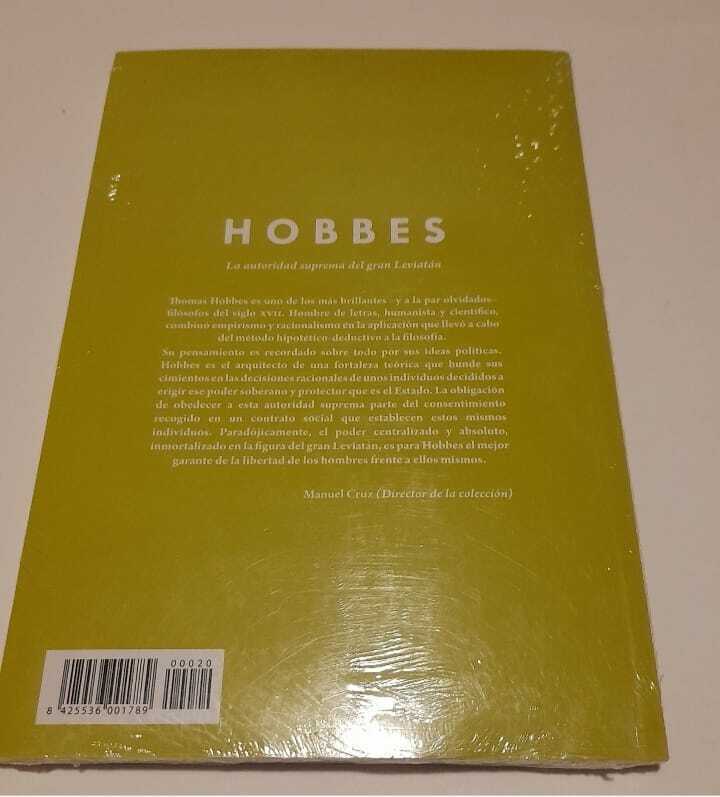 HOBBES
La autoridad suprema del gran Leviatán
Thomas Hobbes es uno de los más brillantes –y a la par olvidados–
filósofos del siglo XVII. Hombre de letras, humanista y científico,
combinó empirismo y racionalismo en la aplicación que llevó a cabo
del método hipotético-deductivo a la filosofía.
Su pensamiento es recordado sobre todo por sus ideas políticas.
Hobbes es el arquitecto de una fortaleza teórica que hunde sus
cimientos en las decisiones racionales de unos individuos decididos a
erigir ese poder soberano y protector que es el Estado. La obligación
de obedecer a esta autoridad suprema parte del consentimiento
recogido en un contrato social que establecen estos mismos
individuos. Paradójicamente, el poder centralizado y absoluto,
inmortalizado en la figura del gran Leviatán, es para Hobbes el mejor
garante de la libertad de los hombres frente a ellos mismos.
Manuel Cruz (Director de la colección)
00020
8 425536 001789